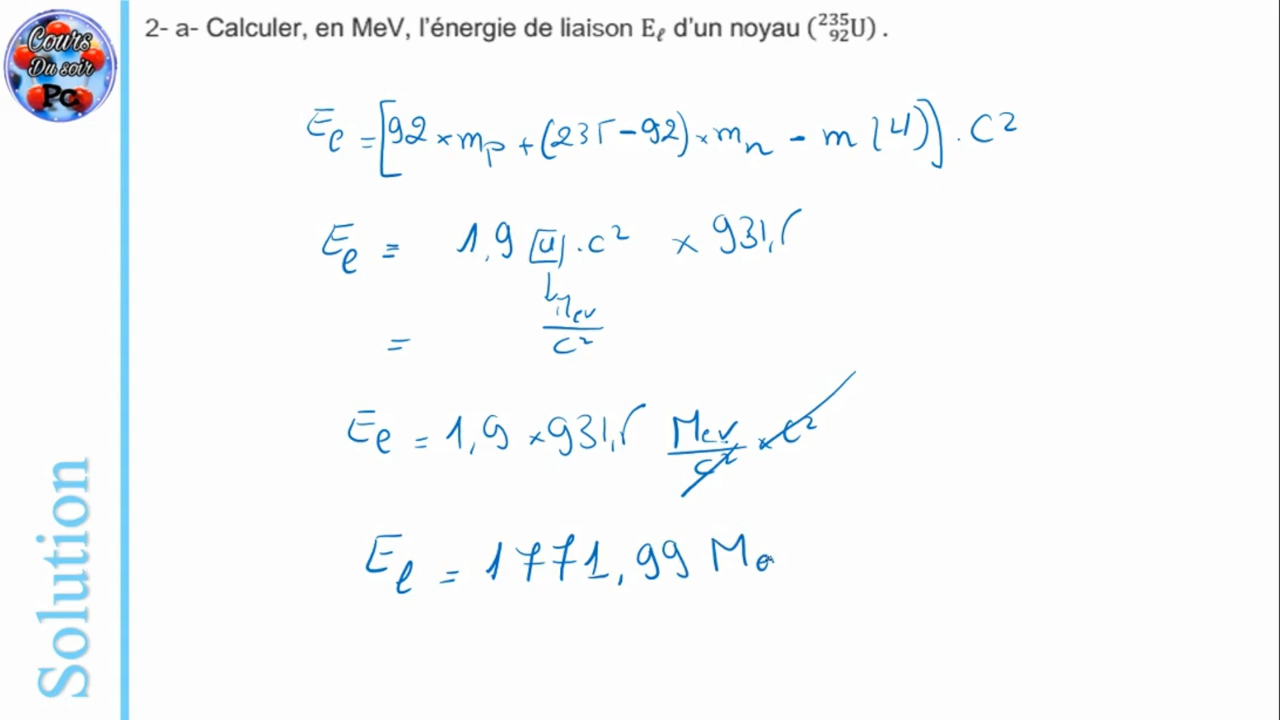 Cours
Du soir
Pc
2- a- Calculer, en MeV, l'énergie de liaison Eℓ d'un noyau (²³⁵₉₂U) .
Eℓ = [92 × mp + (235 − 92) × mn − m(U)] . C²
Eℓ = 1,9 [u] . c² × 931,5
Mev
= c²
Eℓ = 1,9 × 931,5 Mev/c² × c²
Eℓ = 1771,99 Me
Solution